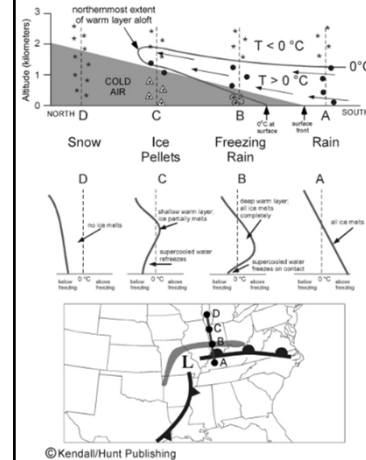 northernmost extent
of warm layer aloft
Altitude (kilometers)
3
2
1
0
T < 0 °C
0°C
T > 0 °C
COLD
AIR
NORTH D C B A SOUTH
0°C at
surface
surface
front
Snow
Ice
Pellets
Freezing
Rain
Rain
D
C
B
A
no ice melts
shallow warm layer;
ice partially melts
supercooled water
refreezes
deep warm layer;
all ice melts
completely
supercooled water
freezes on contact
all ice melts
below
freezing
0 °C
above
freezing
below
freezing
0 °C
above
freezing
below
freezing
0 °C
above
freezing
below
freezing
0 °C
above
freezing
D
C
B
L
A
©Kendall/Hunt Publishing